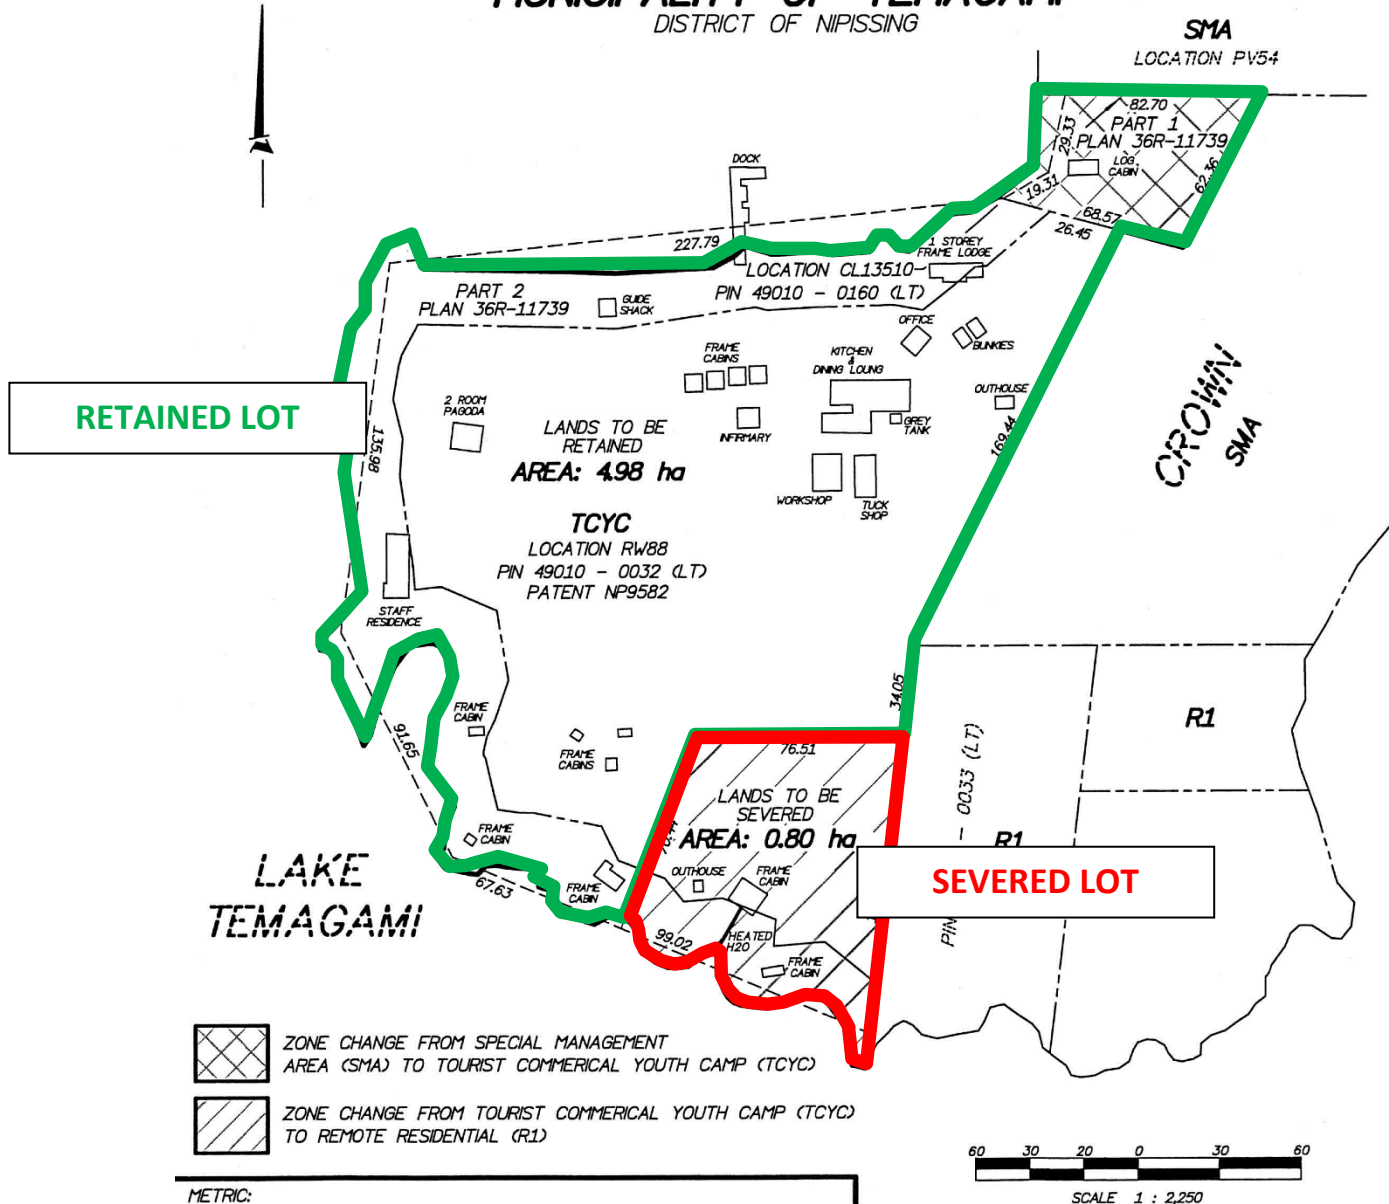 MUNICIPALITY OF TEMAGAMI
DISTRICT OF NIPISSING
SMA
LOCATION PV54
82.70
PART 1
PLAN 36R-11739
29.33
LOG
CABIN
62.36
19.31
68.57
26.45
DOCK
227.79
1 STOREY
FRAME LODGE
LOCATION CL13510
PIN 49010 - 0160 (LT)
PART 2
PLAN 36R-11739
GUIDE
SHACK
OFFICE
BUNKIES
FRAME
CABINS
KITCHEN
&
DINING LOUNG
OUTHOUSE
CROWN
SMA
RETAINED LOT
2 ROOM
PAGODA
135.98
LANDS TO BE
RETAINED
AREA: 4.98 ha
INFIRMARY
GREY
TANK
169.44
WORKSHOP
TUCK
SHOP
TCYC
LOCATION RW88
PIN 49010 - 0032 (LT)
PATENT NP9582
STAFF
RESIDENCE
34.05
R1
FRAME
CABIN
91.65
FRAME
CABINS
76.51
LANDS TO BE
SEVERED
AREA: 0.80 ha
PIN
- 0033 (LT)
R1
SEVERED LOT
FRAME
CABIN
67.63
FRAME
CABIN
OUTHOUSE
FRAME
CABIN
LAKE
TEMAGAMI
99.02
HEATED
H2O
FRAME
CABIN
ZONE CHANGE FROM SPECIAL MANAGEMENT
AREA (SMA) TO TOURIST COMMERICAL YOUTH CAMP (TCYC)
ZONE CHANGE FROM TOURIST COMMERICAL YOUTH CAMP (TCYC)
TO REMOTE RESIDENTIAL (R1)
60 30 20 0 30 60
SCALE 1 : 2,250
METRIC: